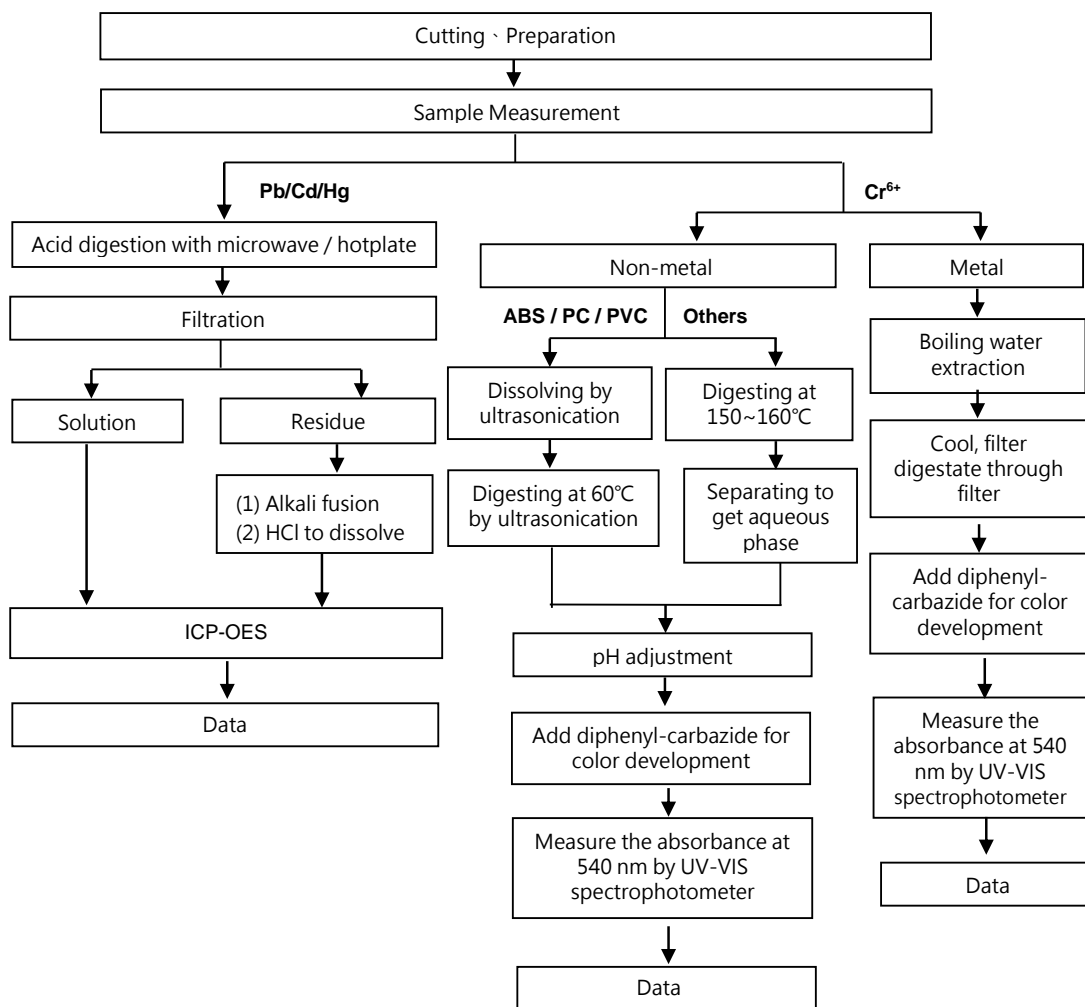 Cutting、Preparation
Sample Measurement
Pb/Cd/Hg
Acid digestion with microwave / hotplate
Filtration
Solution
Residue
(1) Alkali fusion
(2) HCl to dissolve
ICP-OES
Data
Cr⁶⁺
Non-metal
ABS / PC / PVC
Others
Dissolving by
ultrasonication
Digesting at 60℃
by ultrasonication
Digesting at
150~160℃
Separating to
get aqueous
phase
pH adjustment
Add diphenyl-carbazide for
color development
Measure the absorbance at
540 nm by UV-VIS
spectrophotometer
Data
Metal
Boiling water
extraction
Cool, filter
digestate through
filter
Add diphenyl-
carbazide for color
development
Measure the
absorbance at 540
nm by UV-VIS
spectrophotometer
Data